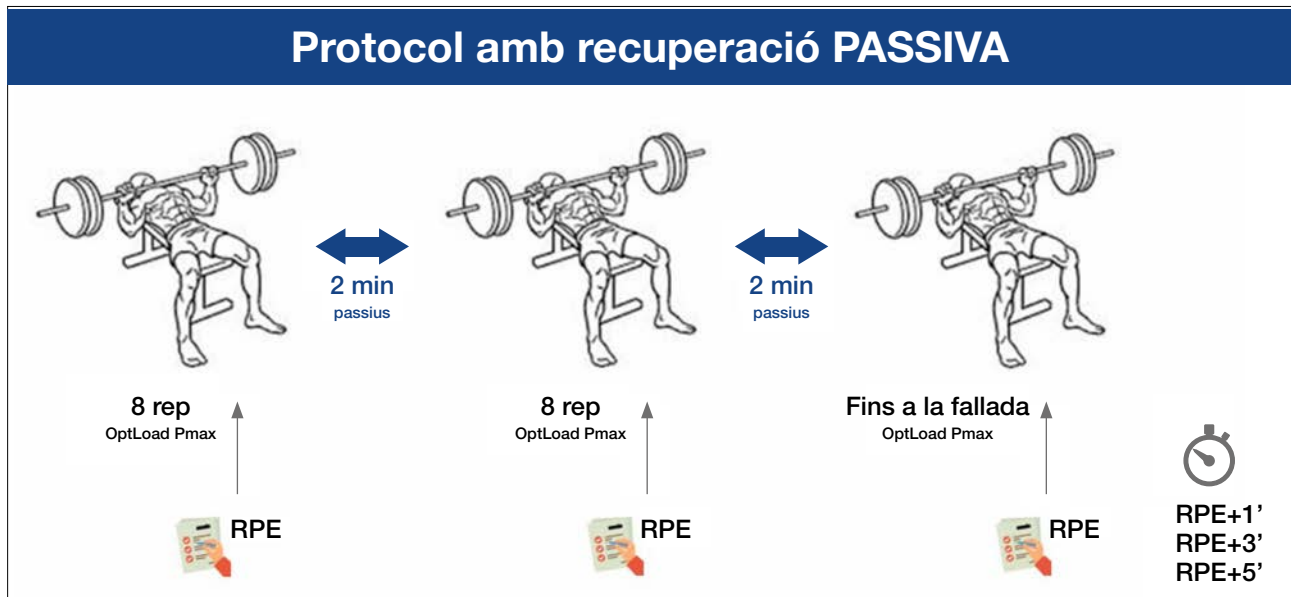 Protocol amb recuperació PASSIVA
2 min
passius
2 min
passius
8 rep
OptLoad Pmax
8 rep
OptLoad Pmax
Fins a la fallada
OptLoad Pmax
RPE
RPE
RPE
RPE+1’
RPE+3’
RPE+5’